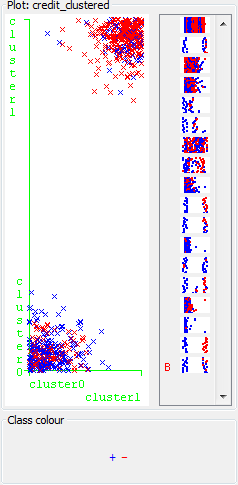 Plot: credit_clustered
cluster1
cluster0
cluster0
cluster1
B
Class colour
+ -